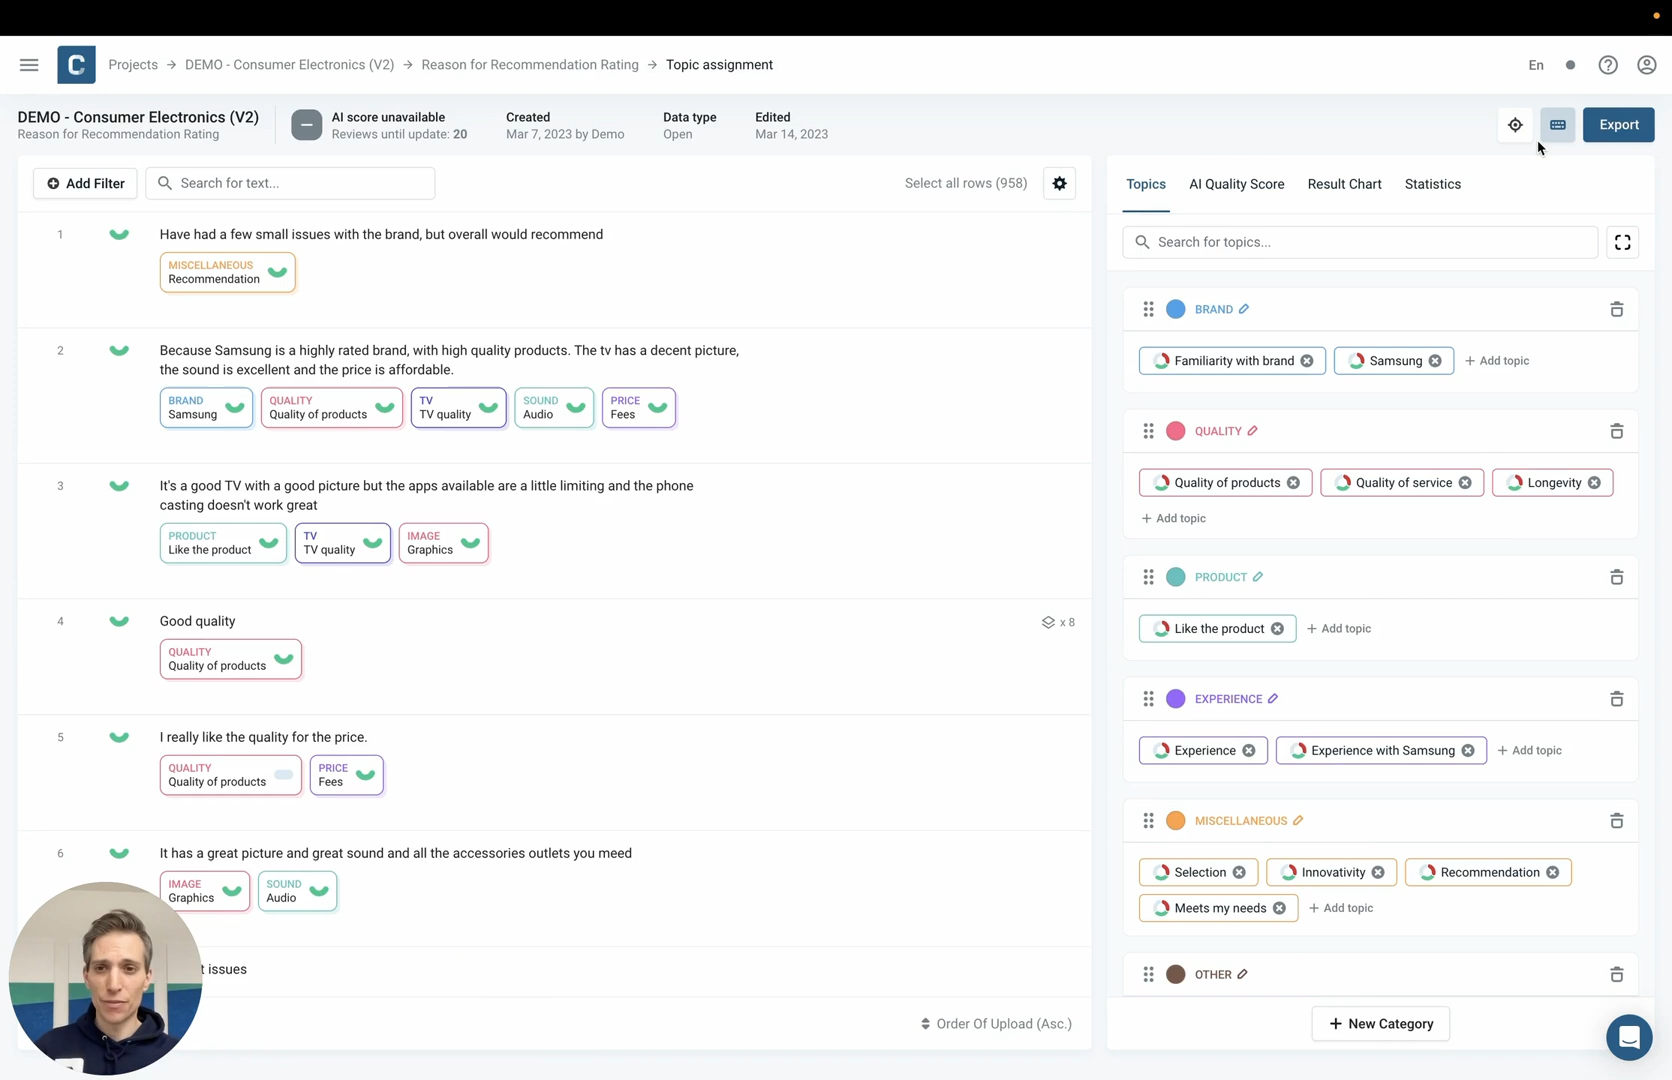 C
Projects → DEMO - Consumer Electronics (V2) → Reason for Recommendation Rating → Topic assignment
En
DEMO - Consumer Electronics (V2)
Reason for Recommendation Rating
AI score unavailable
Reviews until update: 20
Created
Mar 7, 2023 by Demo
Data type
Open
Edited
Mar 14, 2023
Export
Add Filter
Search for text...
Select all rows (958)
1
Have had a few small issues with the brand, but overall would recommend
MISCELLANEOUS
Recommendation
2
Because Samsung is a highly rated brand, with high quality products. The tv has a decent picture,
the sound is excellent and the price is affordable.
BRAND
Samsung
QUALITY
Quality of products
TV
TV quality
SOUND
Audio
PRICE
Fees
3
It's a good TV with a good picture but the apps available are a little limiting and the phone
casting doesn't work great
PRODUCT
Like the product
TV
TV quality
IMAGE
Graphics
4
Good quality
x 8
QUALITY
Quality of products
5
I really like the quality for the price.
QUALITY
Quality of products
PRICE
Fees
6
It has a great picture and great sound and all the accessories outlets you meed
IMAGE
Graphics
SOUND
Audio
issues
Order Of Upload (Asc.)
Topics
AI Quality Score
Result Chart
Statistics
Search for topics...
BRAND
Familiarity with brand
Samsung
+ Add topic
QUALITY
Quality of products
Quality of service
Longevity
+ Add topic
PRODUCT
Like the product
+ Add topic
EXPERIENCE
Experience
Experience with Samsung
+ Add topic
MISCELLANEOUS
Selection
Innovativity
Recommendation
Meets my needs
+ Add topic
OTHER
+ New Category